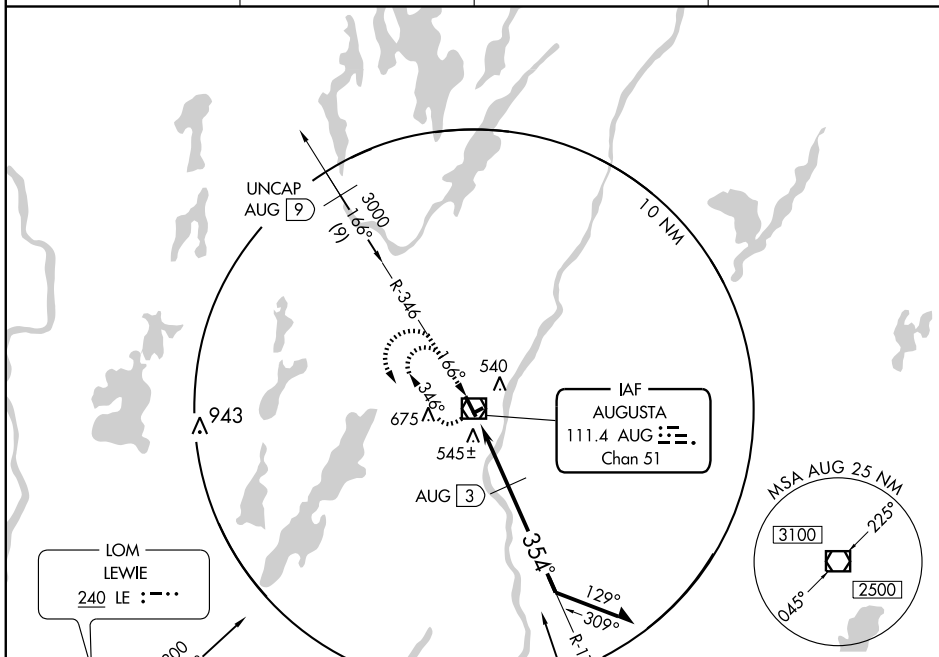 UNCAP
AUG 9
3000
166°
(9)
10 NM
R-346
166°
346°
540
943
675
545±
IAF
AUGUSTA
111.4 AUG
Chan 51
AUG 3
MSA AUG 25 NM
225°
3100
2500
045°
LOM
LEWIE
240 LE
354°
129°
309°